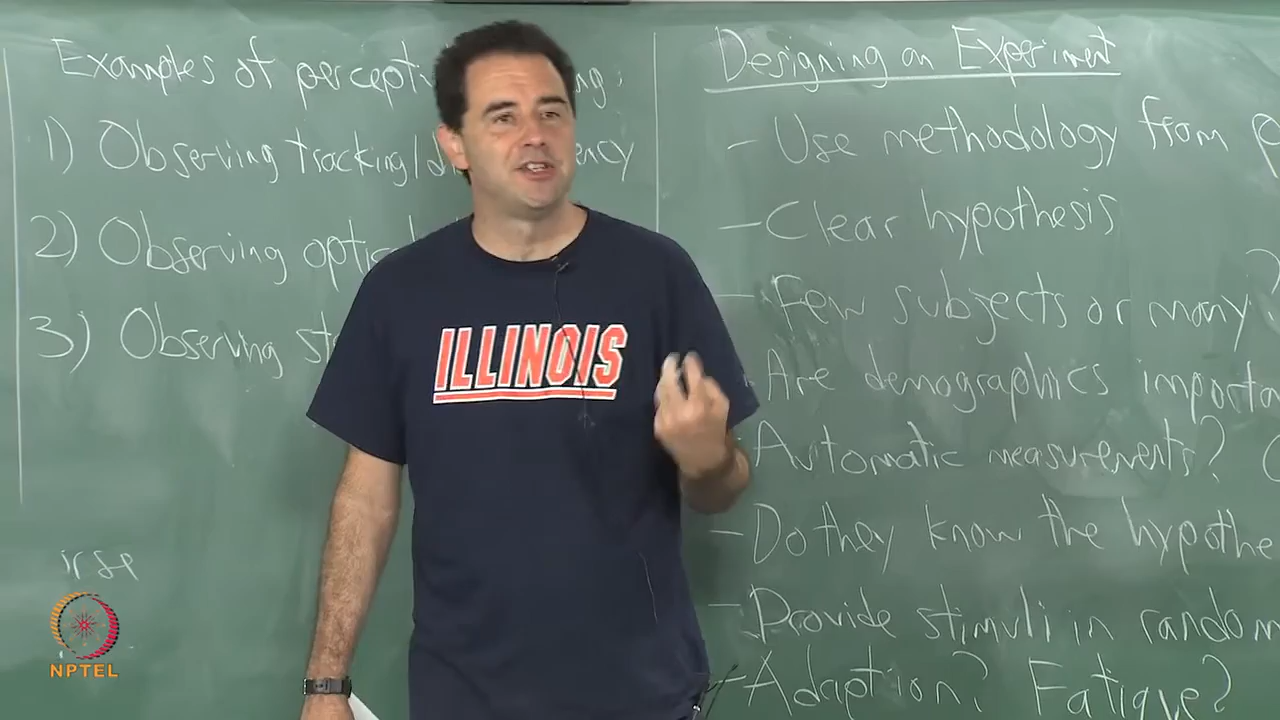 Examples of percepti ng:
1) Observing tracking/d ency
2) Observing optic
3) Observing st
Designing an Experiment
- Use methodology from p
- Clear hypothesis
- Few subjects or many?
- Are demographics importa
- Automatic measurements? C
- Do they know the hypothe
- Provide stimuli in random
- Adaption? Fatigue?
ILLINOIS
NPTEL